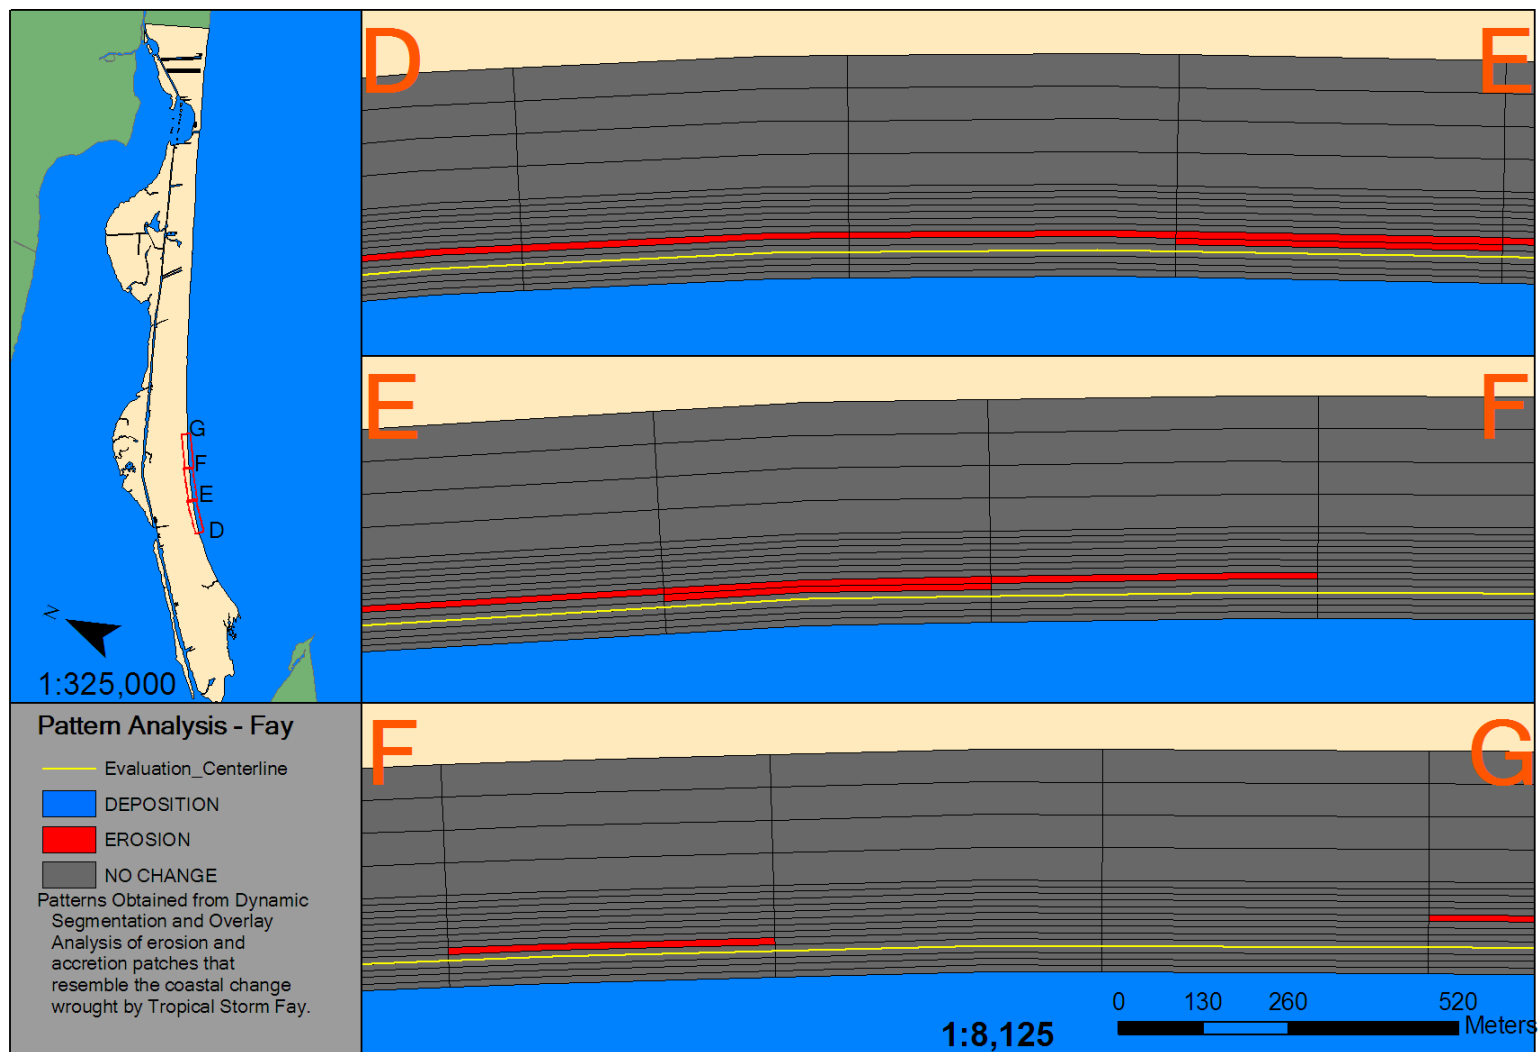 D
E
G
F
E
D
N
1:325,000
E
F
Pattern Analysis - Fay
Evaluation_Centerline
DEPOSITION
EROSION
NO CHANGE
Patterns Obtained from Dynamic
Segmentation and Overlay
Analysis of erosion and
accretion patches that
resemble the coastal change
wrought by Tropical Storm Fay.
F
G
0 130 260 520
Meters
1:8,125